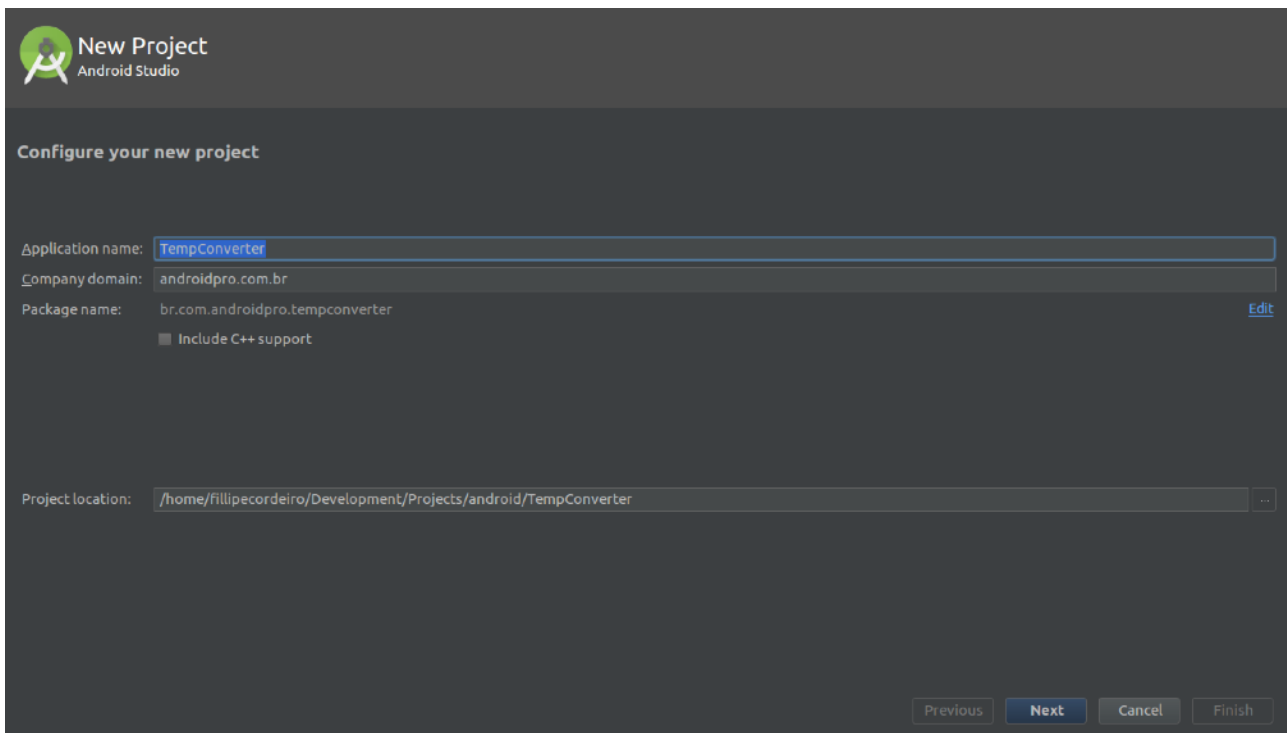 New Project
Android Studio
Configure your new project
Application name: TempConverter
Company domain: androidpro.com.br
Package name: br.com.androidpro.tempconverter Edit
Include C++ support
Project location: /home/fillipecordeiro/Development/Projects/android/TempConverter ...
Previous Next Cancel Finish